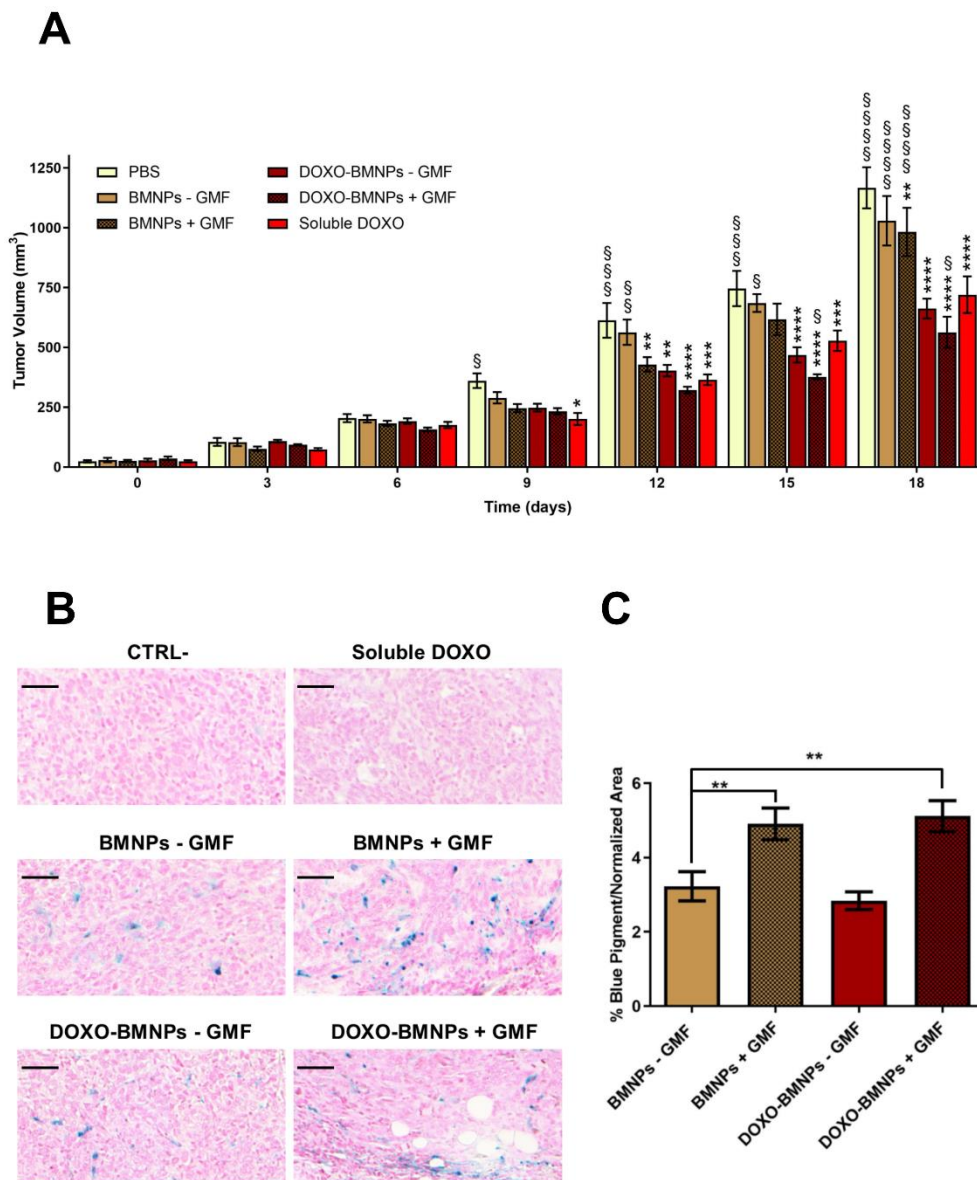 A
Tumor Volume (mm³)
1250
1000
750
500
250
0
PBS
BMNPs - GMF
BMNPs + GMF
DOXO-BMNPs - GMF
DOXO-BMNPs + GMF
Soluble DOXO
§
*
§§§
§§
**
**
****
***
§§§
§
****
**** §
***
§§§§
§§§§
** §§§§
****
**** §
****
0 3 6 9 12 15 18
Time (days)
B
CTRL-
Soluble DOXO
BMNPs - GMF
BMNPs + GMF
DOXO-BMNPs - GMF
DOXO-BMNPs + GMF
C
% Blue Pigment/Normalized Area
6
4
2
0
**
**
BMNPs - GMF
BMNPs + GMF
DOXO-BMNPs - GMF
DOXO-BMNPs + GMF